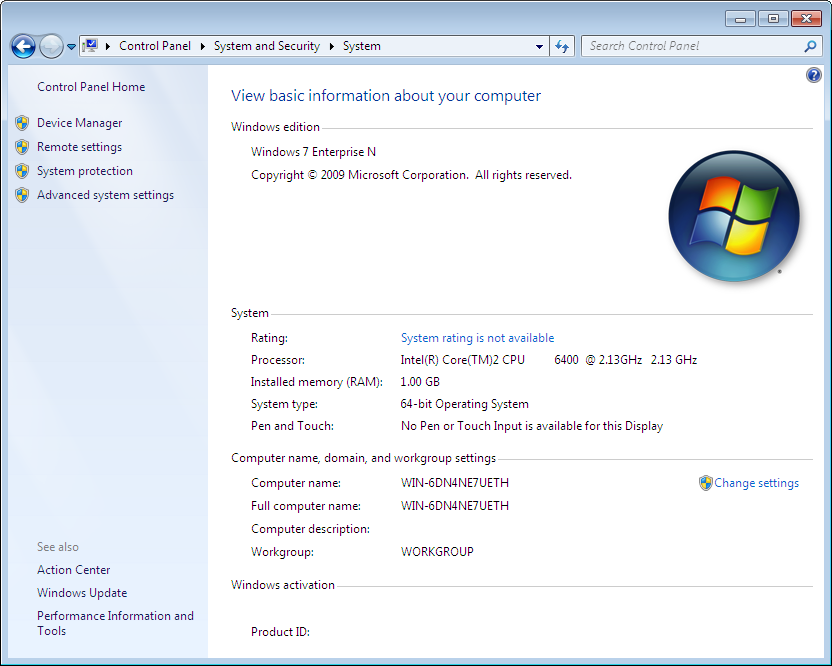 Control Panel System and Security System
Search Control Panel
Control Panel Home
Device Manager
Remote settings
System protection
Advanced system settings
See also
Action Center
Windows Update
Performance Information and
Tools
?
View basic information about your computer
Windows edition
Windows 7 Enterprise N
Copyright © 2009 Microsoft Corporation. All rights reserved.
System
Rating: System rating is not available
Processor: Intel(R) Core(TM)2 CPU 6400 @ 2.13GHz 2.13 GHz
Installed memory (RAM): 1.00 GB
System type: 64-bit Operating System
Pen and Touch: No Pen or Touch Input is available for this Display
Computer name, domain, and workgroup settings
Computer name: WIN-6DN4NE7UETH Change settings
Full computer name: WIN-6DN4NE7UETH
Computer description:
Workgroup: WORKGROUP
Windows activation
Product ID: